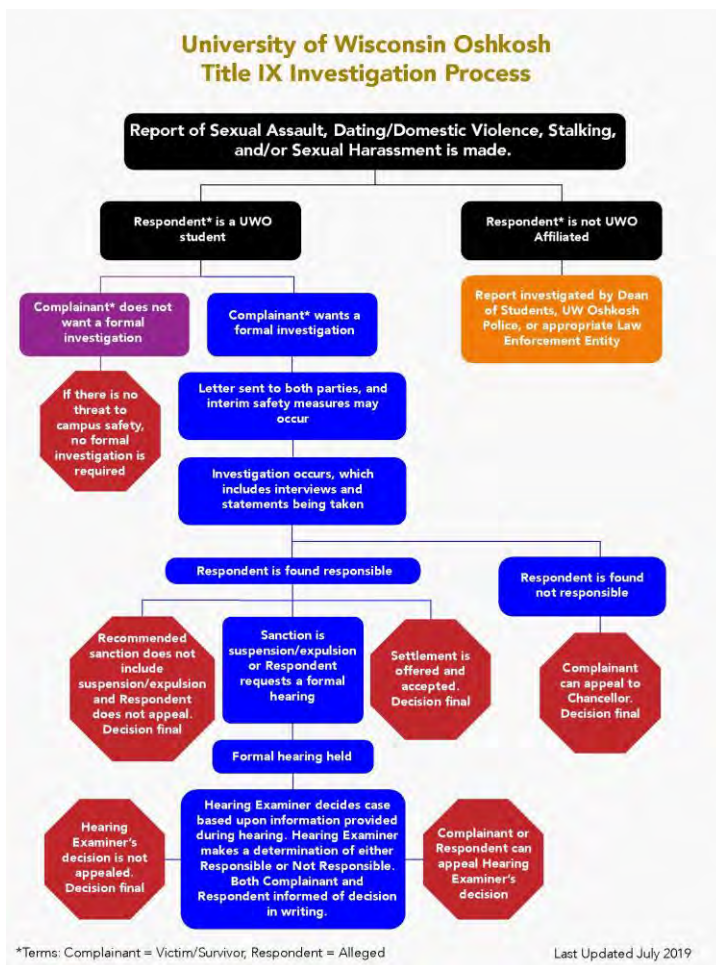 University of Wisconsin Oshkosh
Title IX Investigation Process
Report of Sexual Assault, Dating/Domestic Violence, Stalking,
and/or Sexual Harassment is made.
Respondent* is a UWO
student
Respondent* is not UWO
Affiliated
Complainant* does not
want a formal
investigation
Complainant* wants a
formal investigation
Report investigated by Dean
of Students, UW Oshkosh
Police, or appropriate Law
Enforcement Entity
If there is no
threat to
campus safety,
no formal
investigation is
required
Letter sent to both parties, and
interim safety measures may
occur
Investigation occurs, which
includes interviews and
statements being taken
Respondent is found responsible
Respondent is found
not responsible
Recommended
sanction does not
include
suspension/expulsion
and Respondent
does not appeal.
Decision final
Sanction is
suspension/expulsion
or Respondent
requests a formal
hearing
Settlement is
offered and
accepted.
Decision final
Complainant
can appeal to
Chancellor.
Decision final
Formal hearing held
Hearing
Examiner's
decision is not
appealed.
Decision final
Hearing Examiner decides case
based upon information provided
during hearing. Hearing Examiner
makes a determination of either
Responsible or Not Responsible.
Both Complainant and
Respondent informed of decision
in writing.
Complainant or
Respondent can
appeal Hearing
Examiner's
decision
*Terms: Complainant = Victim/Survivor, Respondent = Alleged
Last Updated July 2019